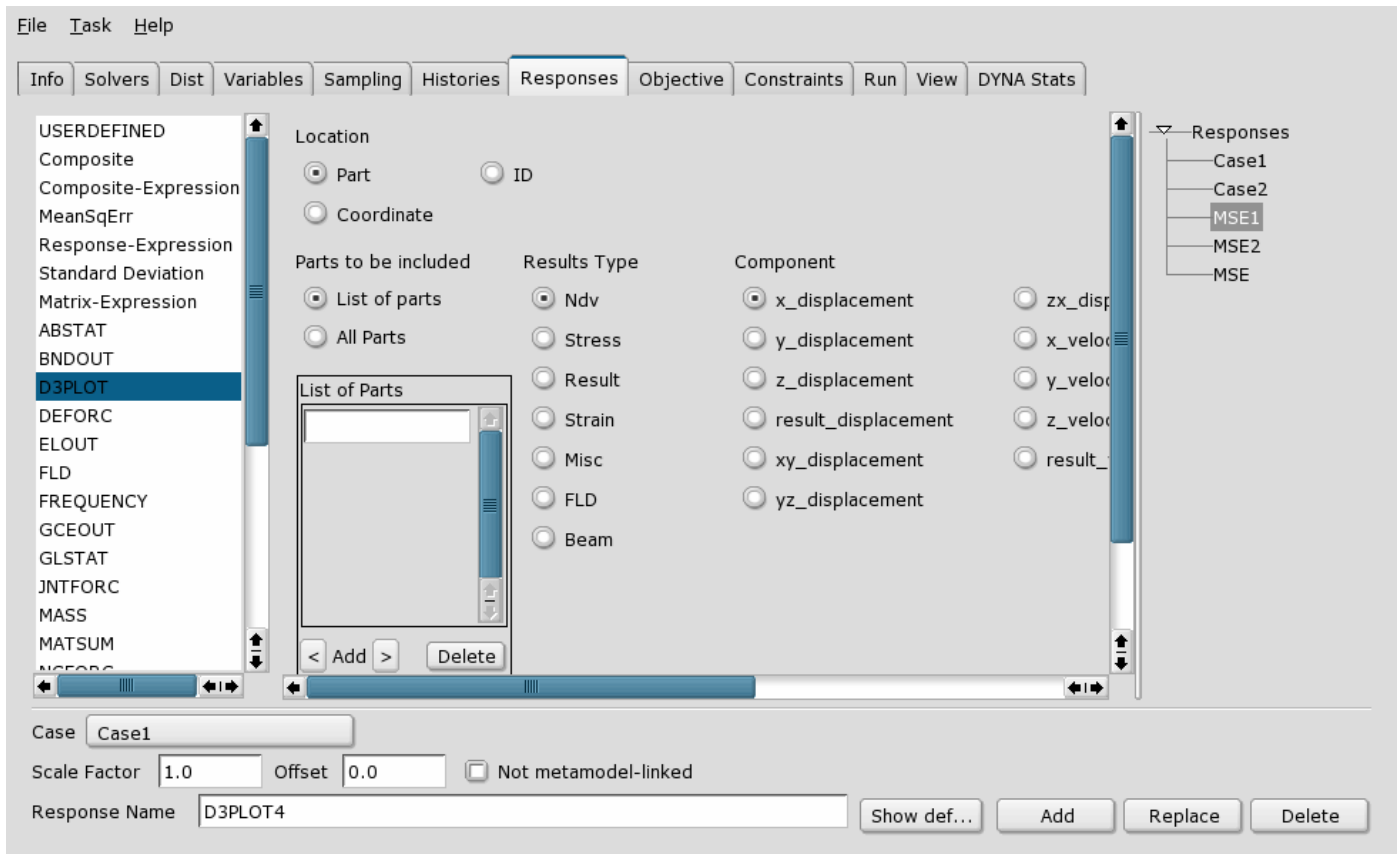 File Task Help
Info Solvers Dist Variables Sampling Histories Responses Objective Constraints Run View DYNA Stats
USERDEFINED
Composite
Composite-Expression
MeanSqErr
Response-Expression
Standard Deviation
Matrix-Expression
ABSTAT
BNDOUT
D3PLOT
DEFORC
ELOUT
FLD
FREQUENCY
GCEOUT
GLSTAT
JNTFORC
MASS
MATSUM
Location
Part ID
Coordinate
Parts to be included
List of parts
All Parts
List of Parts
< Add > Delete
Results Type
Ndv
Stress
Result
Strain
Misc
FLD
Beam
Component
x_displacement
y_displacement
z_displacement
result_displacement
xy_displacement
yz_displacement
zx_disp
x_veloc
y_veloc
z_veloc
result_
Responses
Case1
Case2
MSE1
MSE2
MSE
Case Case1
Scale Factor 1.0 Offset 0.0 Not metamodel-linked
Response Name D3PLOT4 Show def... Add Replace Delete